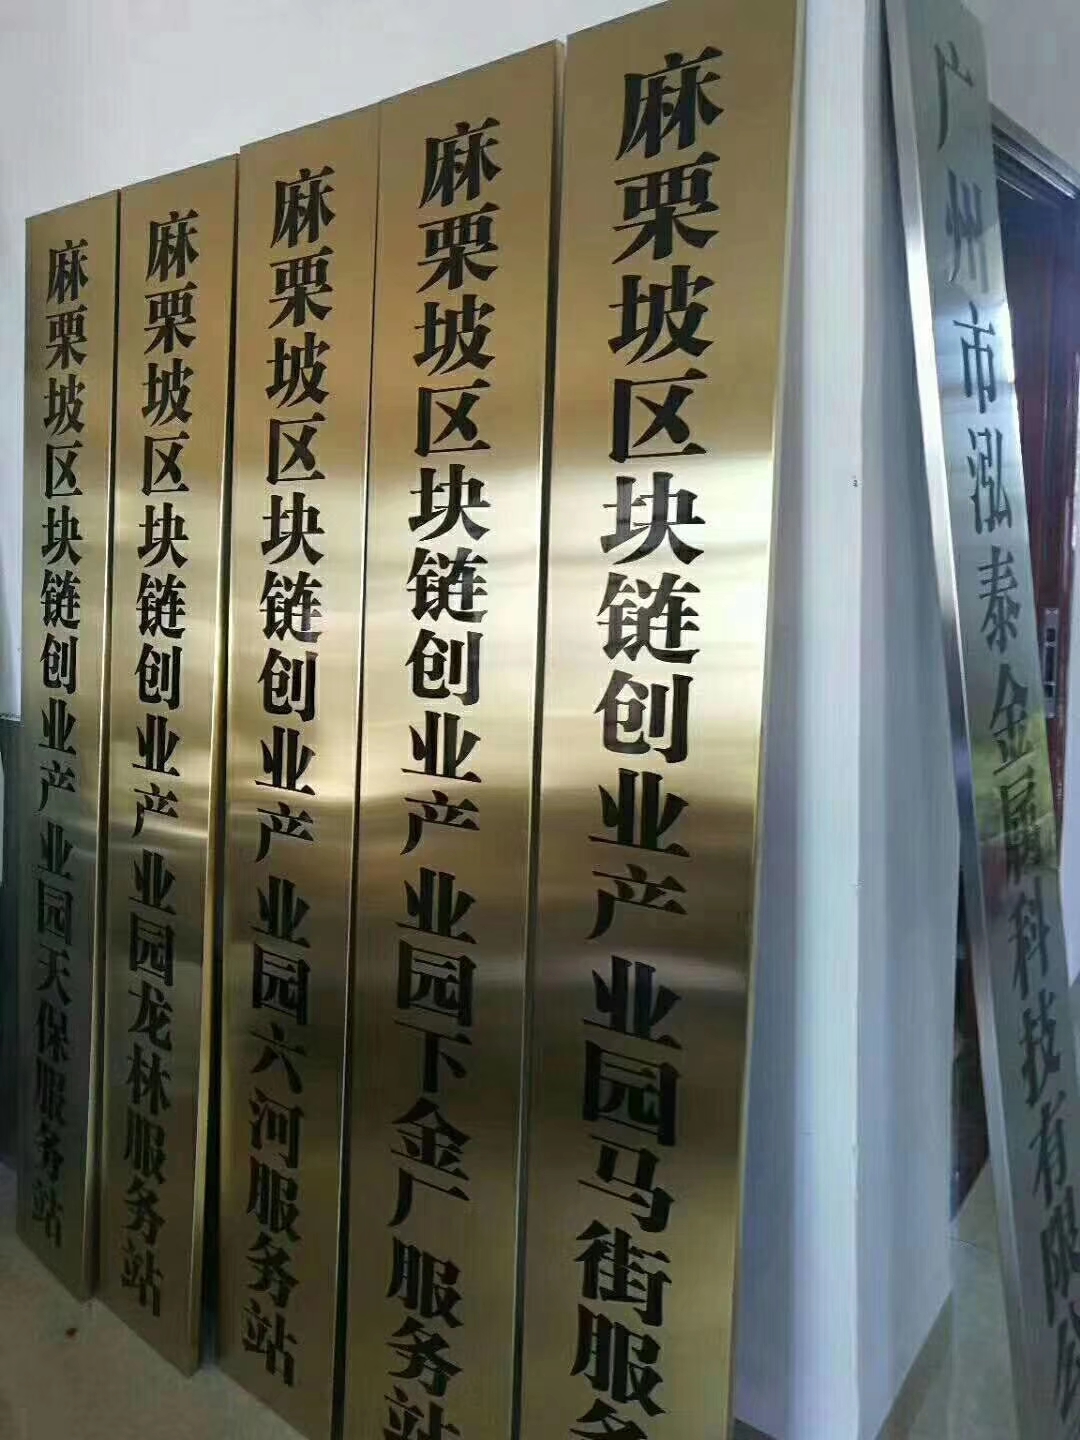 麻栗坡区块链创业产业园天保服务站
麻栗坡区块链创业产业园龙林服务站
麻栗坡区块链创业产业园六河服务站
麻栗坡区块链创业产业园下金厂服务站
麻栗坡区块链创业产业园马街服务
广州市泓泰金属科技有限公